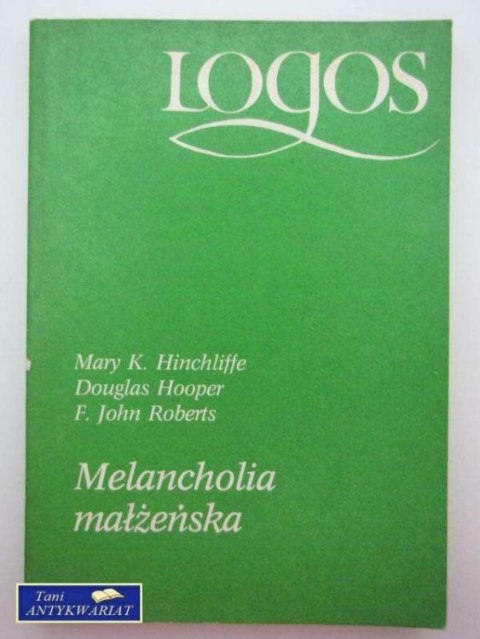 LOGOS
Mary K. Hinchliffe
Douglas Hooper
F. John Roberts
Melancholia
małżeńska
Tani
ANTYKWARIAT